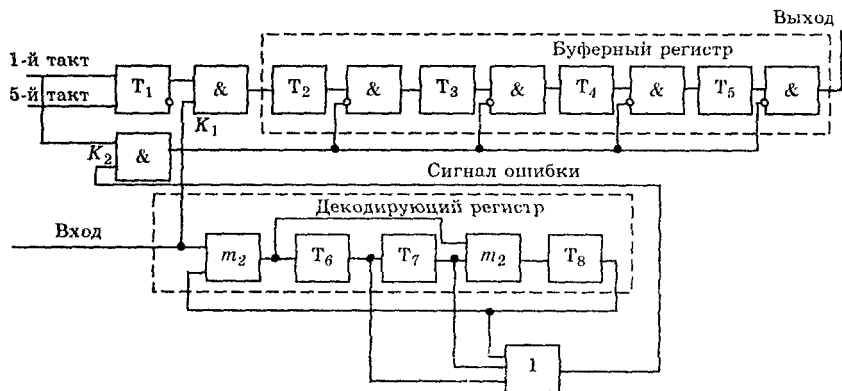 Выход
1-й такт
5-й такт
Буферный регистр
T₁
&
T₂
&
T₃
&
T₄
&
T₅
&
K₁
K₂
&
Сигнал ошибки
Вход
Декодирующий регистр
m₂
T₆
T₇
m₂
T₈
1